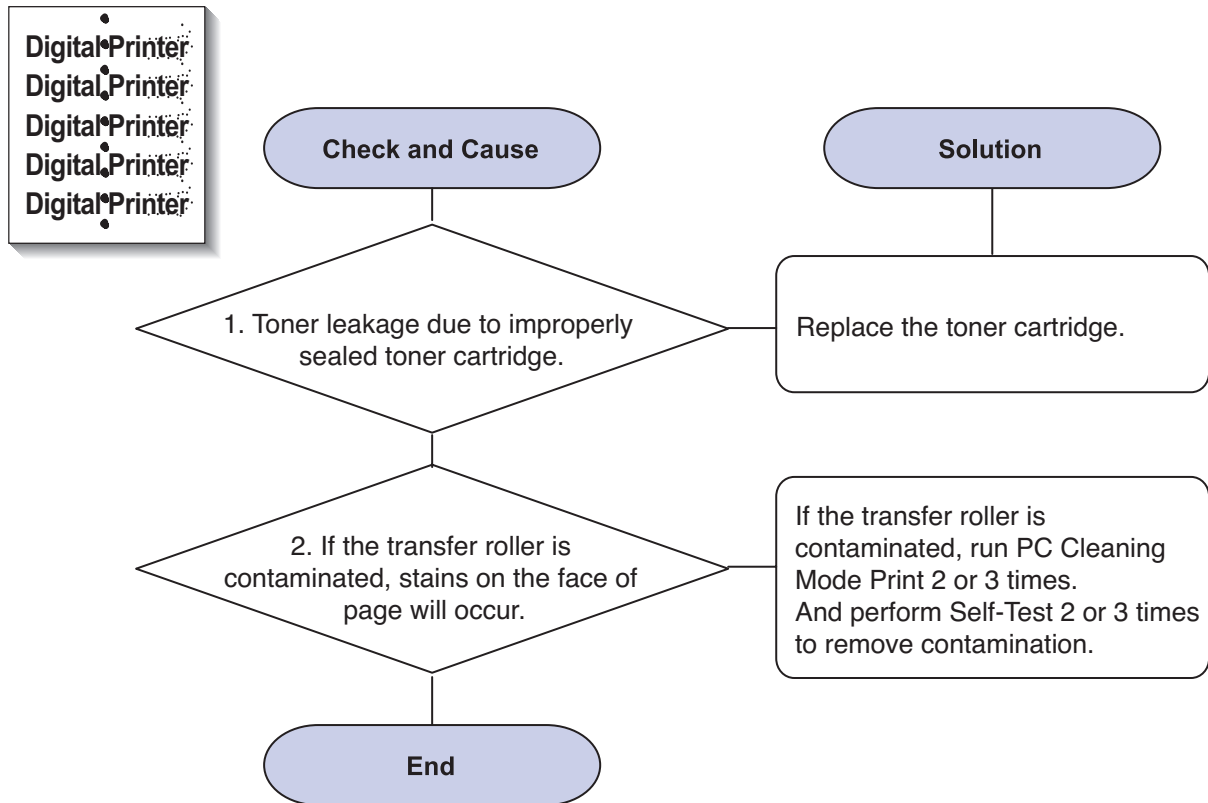 Digital Printer
Digital Printer
Digital Printer
Digital Printer
Digital Printer
Check and Cause
Solution
1. Toner leakage due to improperly
sealed toner cartridge.
Replace the toner cartridge.
2. If the transfer roller is
contaminated, stains on the face of
page will occur.
If the transfer roller is
contaminated, run PC Cleaning
Mode Print 2 or 3 times.
And perform Self-Test 2 or 3 times
to remove contamination.
End